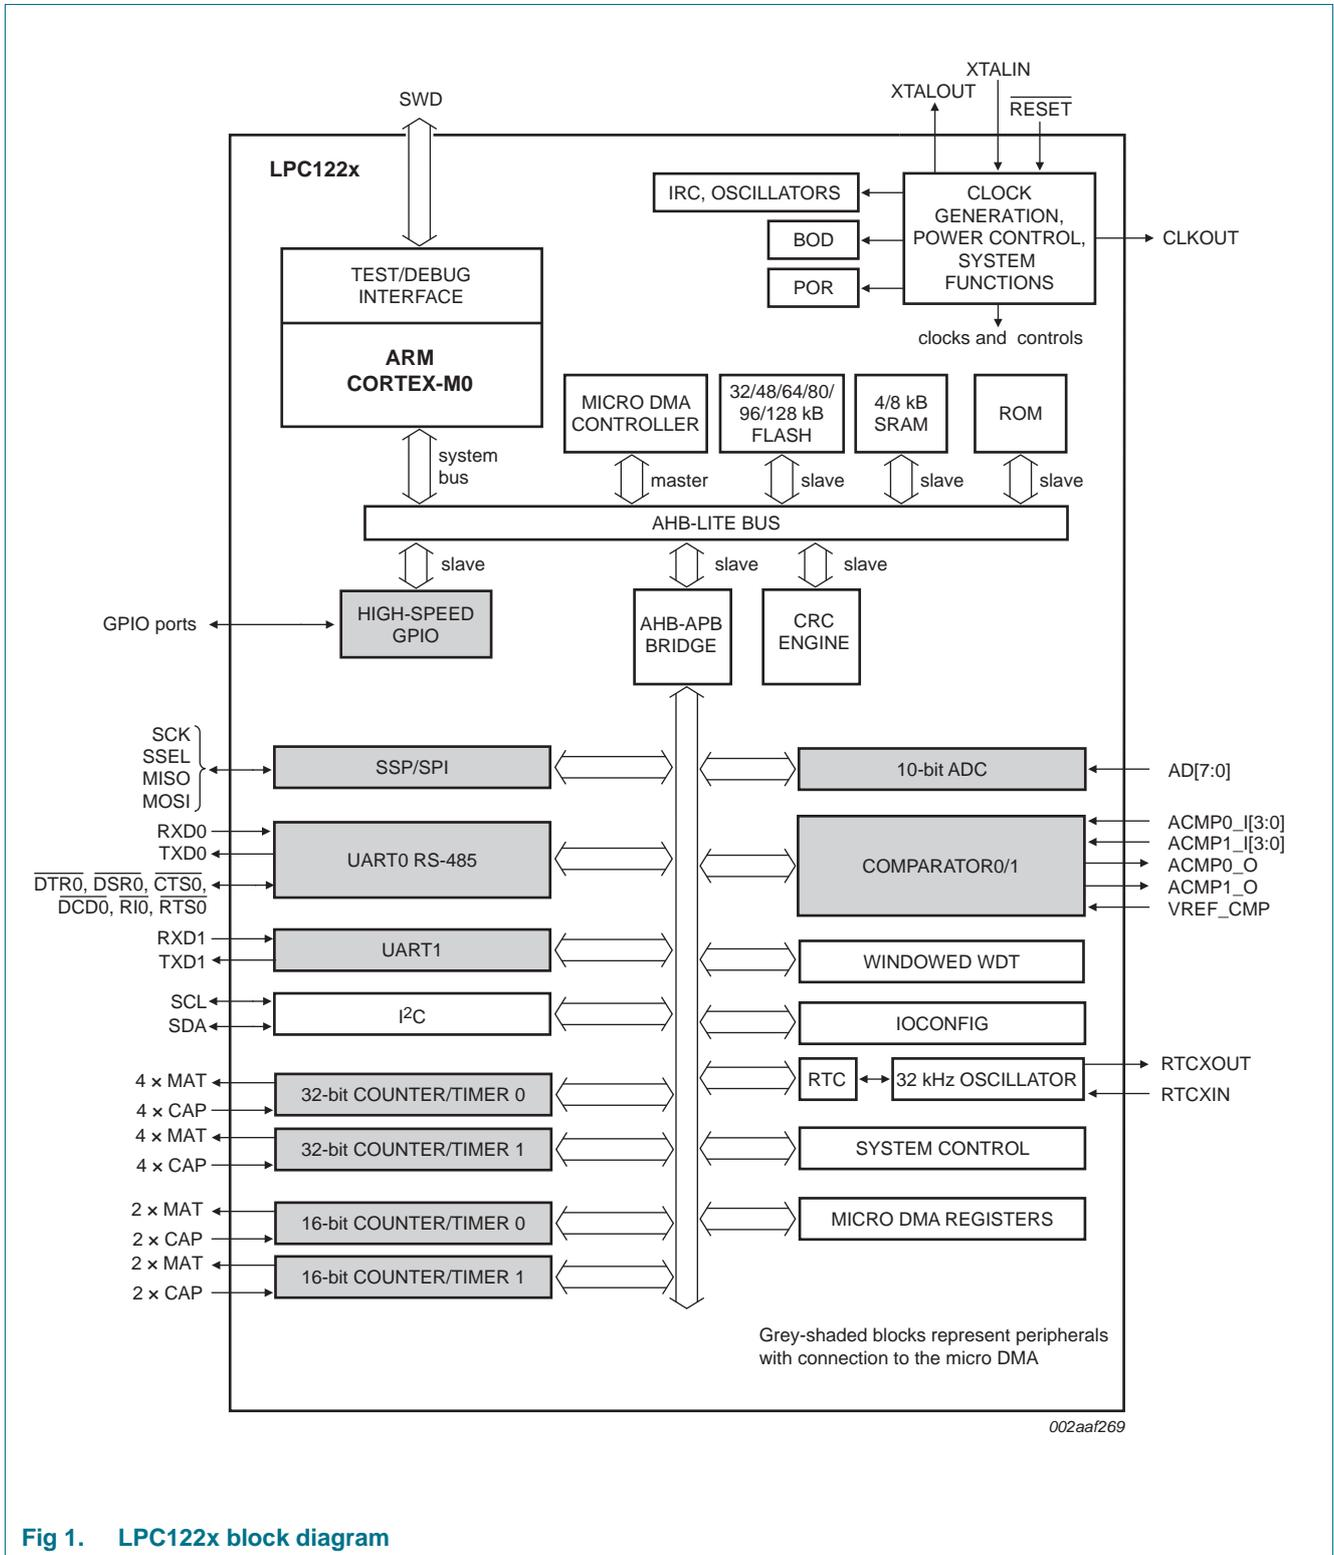 XTALIN
XTALOUT
RESET
SWD
LPC122x
IRC, OSCILLATORS
BOD
POR
CLOCK
GENERATION,
POWER CONTROL,
SYSTEM
FUNCTIONS
CLKOUT
clocks and controls
TEST/DEBUG
INTERFACE
ARM
CORTEX-M0
MICRO DMA
CONTROLLER
32/48/64/80/
96/128 kB
FLASH
4/8 kB
SRAM
ROM
system
bus
master
slave
slave
slave
AHB-LITE BUS
slave
slave
slave
GPIO ports
HIGH-SPEED
GPIO
AHB-APB
BRIDGE
CRC
ENGINE
SCK
SSEL
MISO
MOSI
SSP/SPI
10-bit ADC
AD[7:0]
RXD0
TXD0
DTR0, DSR0, CTS0,
DCD0, RI0, RTS0
UART0 RS-485
COMPARATOR0/1
ACMP0_I[3:0]
ACMP1_I[3:0]
ACMP0_O
ACMP1_O
VREF_CMP
RXD1
TXD1
UART1
WINDOWED WDT
SCL
SDA
I2C
IOCONFIG
4 × MAT
4 × CAP
32-bit COUNTER/TIMER 0
RTC
32 kHz OSCILLATOR
RTCXOUT
RTCXIN
4 × MAT
4 × CAP
32-bit COUNTER/TIMER 1
SYSTEM CONTROL
2 × MAT
2 × CAP
16-bit COUNTER/TIMER 0
MICRO DMA REGISTERS
2 × MAT
2 × CAP
16-bit COUNTER/TIMER 1
Grey-shaded blocks represent peripherals
with connection to the micro DMA
002aaf269
Fig 1. LPC122x block diagram